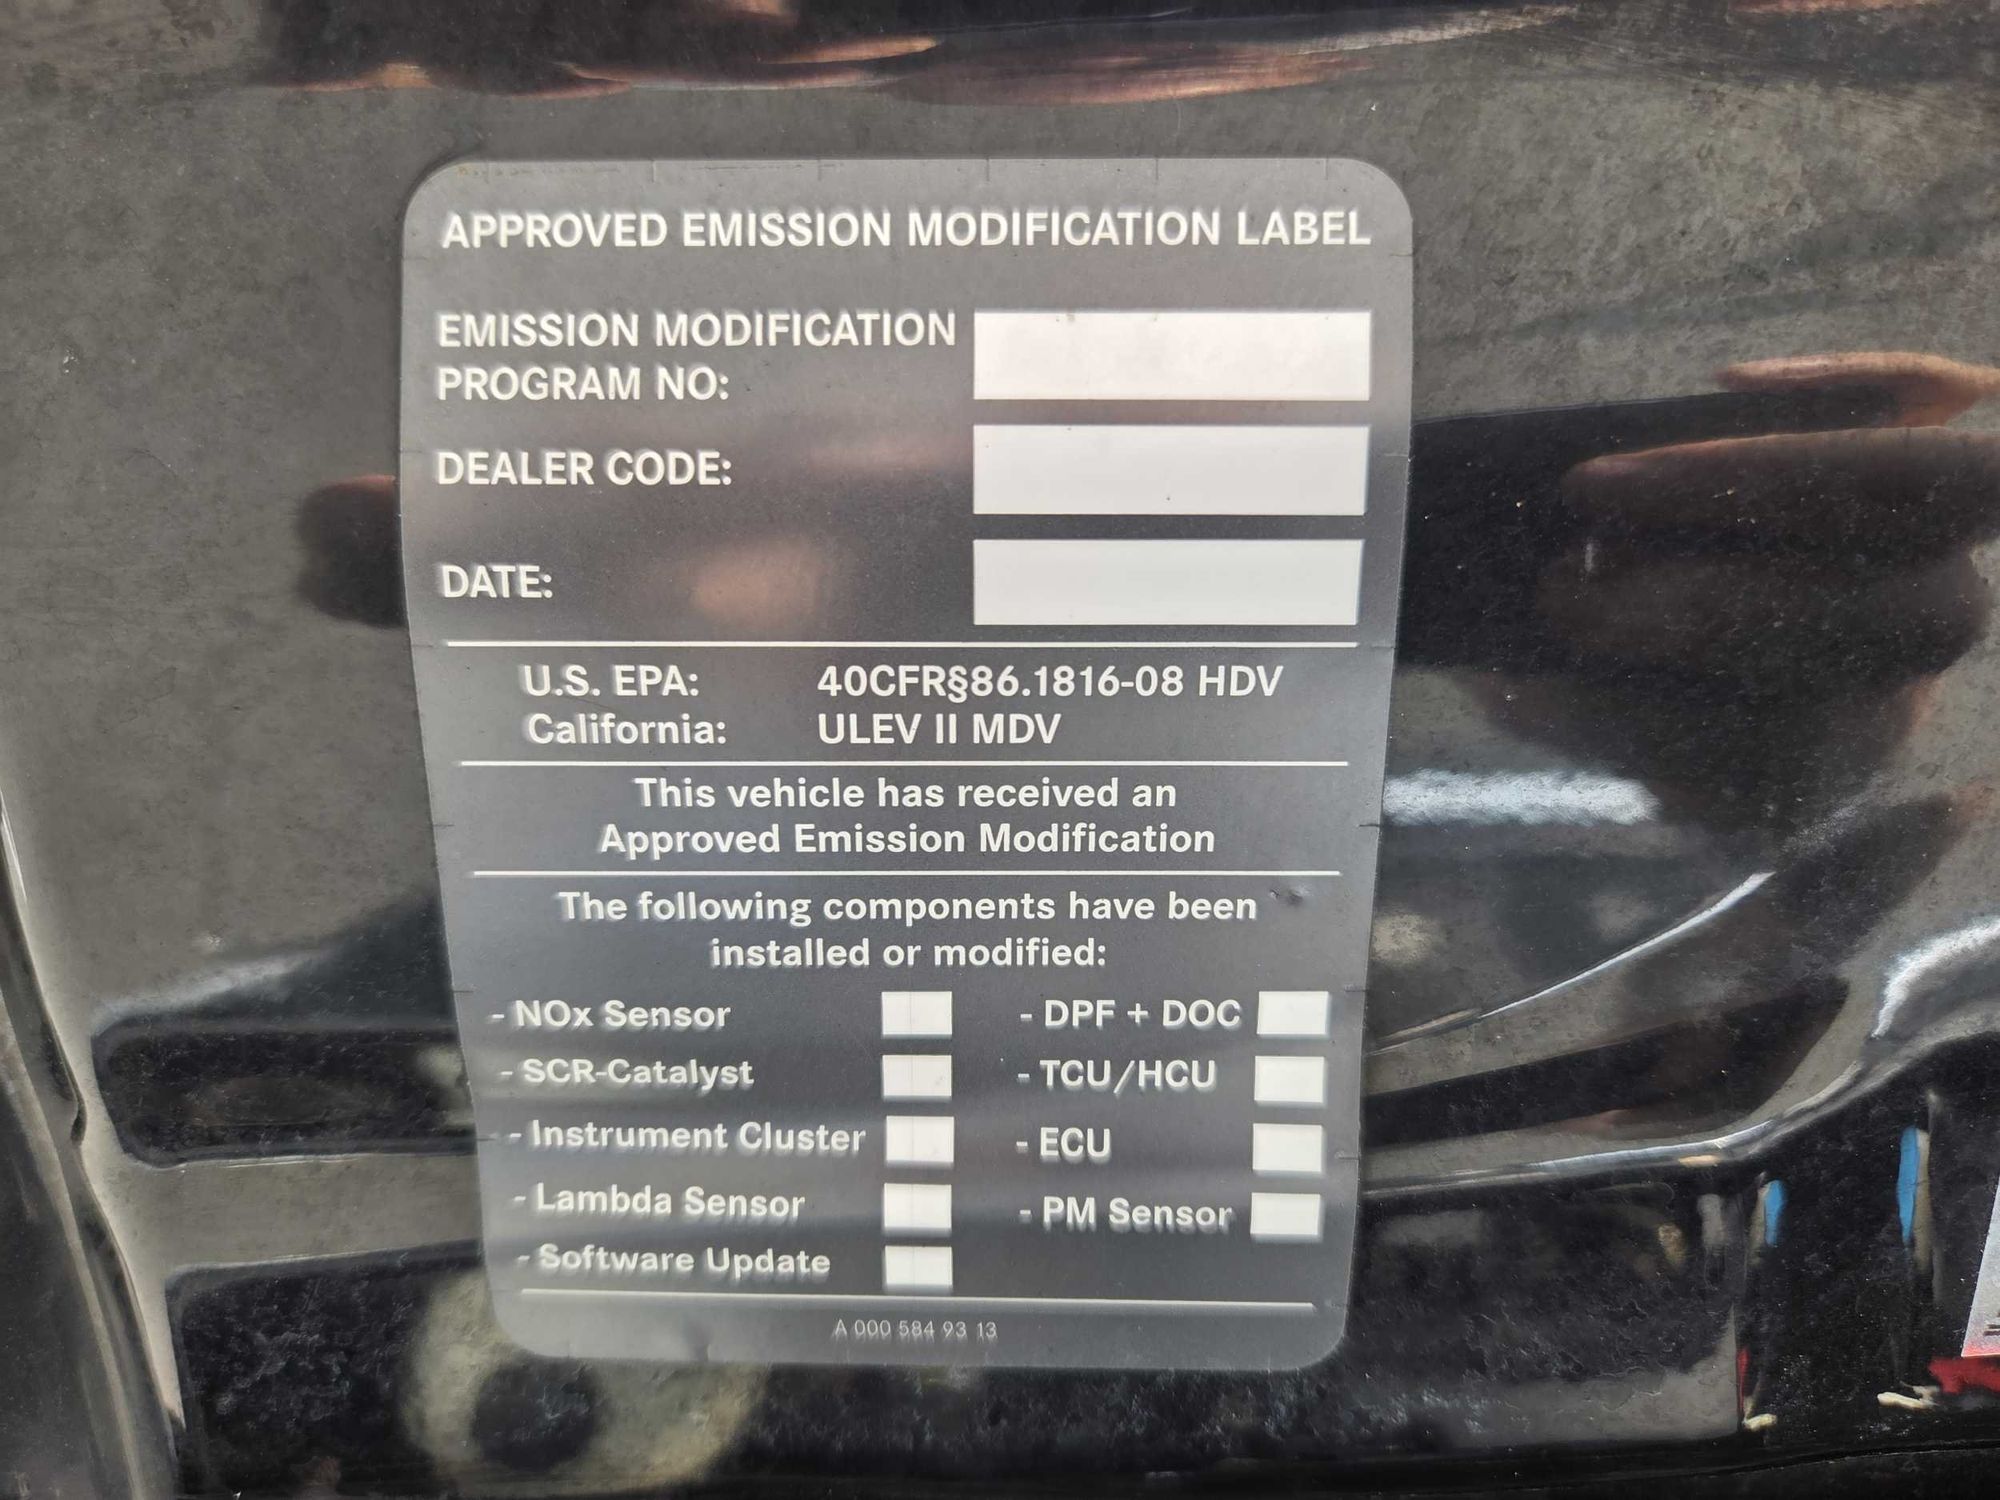 APPROVED EMISSION MODIFICATION LABEL
EMISSION MODIFICATION
PROGRAM NO:
DEALER CODE:
DATE:
U.S. EPA: 40CFR§86.1816-08 HDV
California: ULEV II MDV
This vehicle has received an
Approved Emission Modification
The following components have been
installed or modified:
- NOx Sensor - DPF + DOC
- SCR-Catalyst - TCU/HCU
- Instrument Cluster - ECU
- Lambda Sensor - PM Sensor
- Software Update
A 000 584 93 13